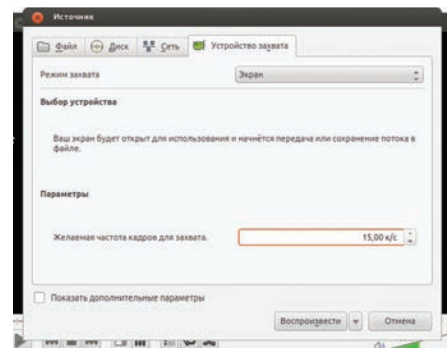 Источник
Файл Диск Сеть Устройство захвата
Режим захвата Экран
Выбор устройства
Ваш экран будет открыт для использования и начнётся передача или сохранение потока в
файле.
Параметры
Желаемая частота кадров для захвата. 15,00 к/с
Показать дополнительные параметры
Воспроизвести Отмена